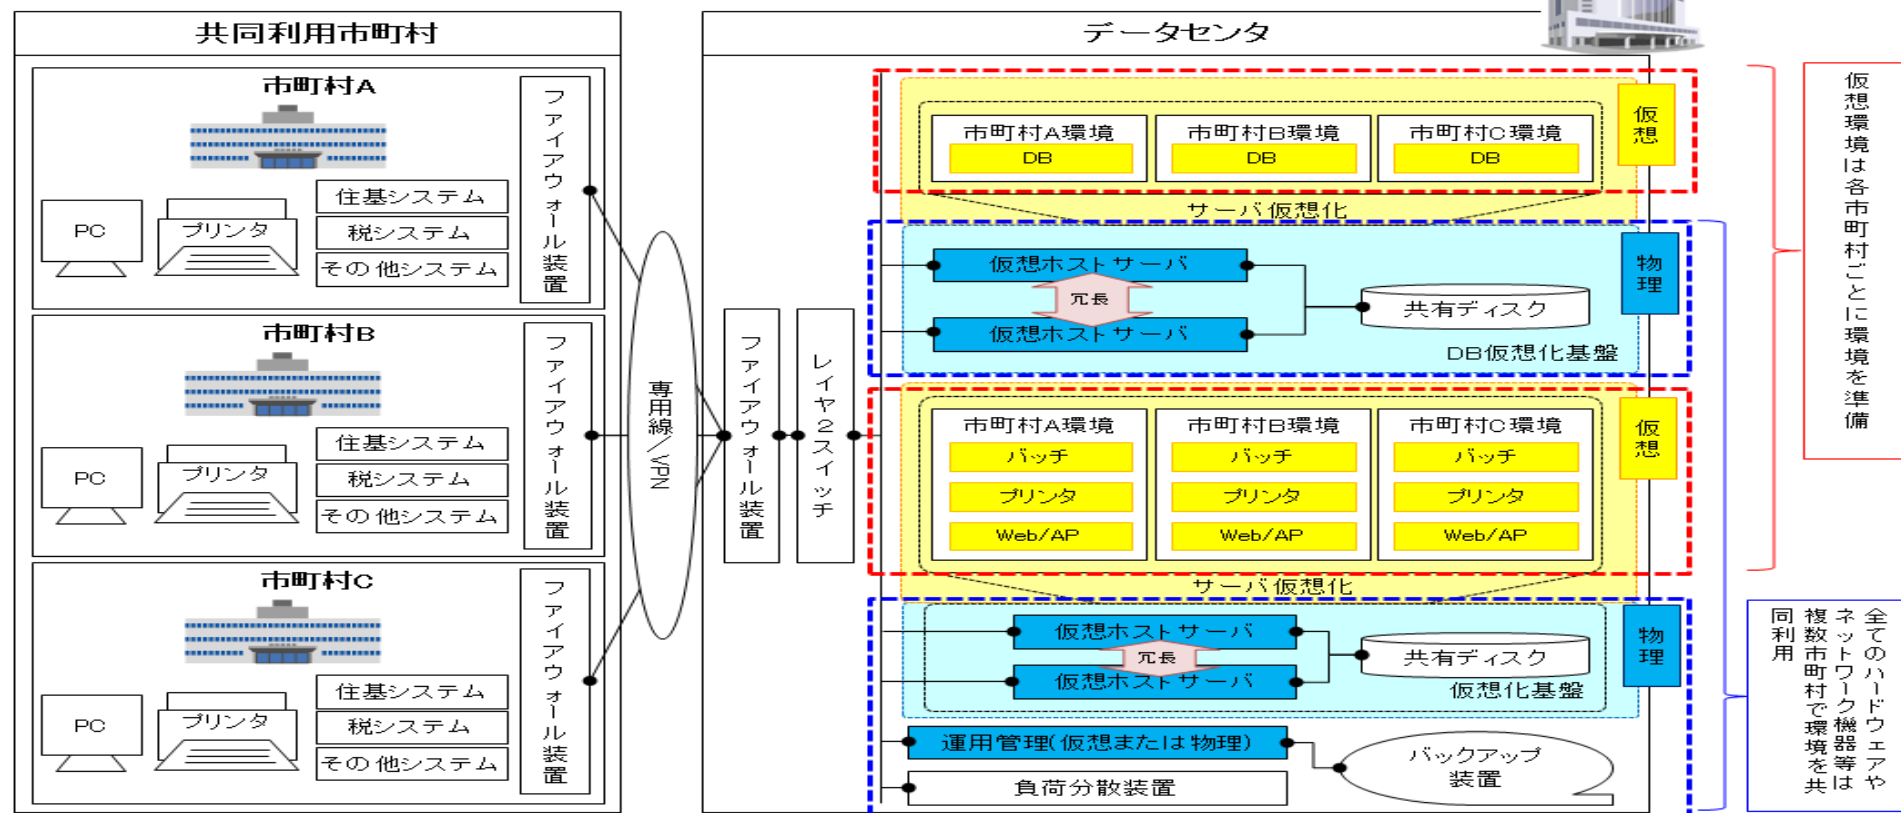 共同利用市町村
市町村A
PC
プリンタ
住基システム
税システム
その他システム
ファイアウォール装置
市町村B
PC
プリンタ
住基システム
税システム
その他システム
ファイアウォール装置
市町村C
PC
プリンタ
住基システム
税システム
その他システム
ファイアウォール装置
専用線/VPN
データセンタ
ファイアウォール装置
レイヤ2スイッチ
市町村A環境
DB
市町村B環境
DB
市町村C環境
DB
仮想
サーバ仮想化
仮想ホストサーバ
冗長
仮想ホストサーバ
共有ディスク
DB仮想化基盤
物理
市町村A環境
バッチ
プリンタ
Web/AP
市町村B環境
バッチ
プリンタ
Web/AP
市町村C環境
バッチ
プリンタ
Web/AP
仮想
サーバ仮想化
仮想ホストサーバ
冗長
仮想ホストサーバ
共有ディスク
仮想化基盤
物理
運用管理(仮想または物理)
バックアップ
装置
負荷分散装置
仮想環境は各市町村ごとに環境を準備
全てのハードウェアや
ネットワーク機器等は
複数市町村で環境を共
同利用